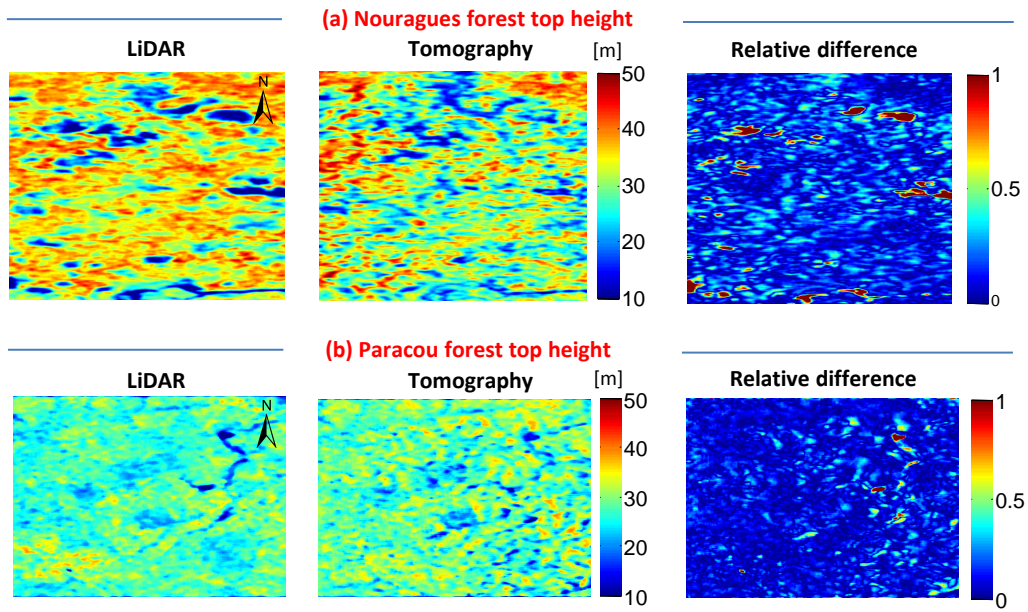 (a) Nouragues forest top height
LiDAR
Tomography
[m]
Relative difference
N
50
40
30
20
10
1
0.5
0
(b) Paracou forest top height
LiDAR
Tomography
[m]
Relative difference
N
50
40
30
20
10
1
0.5
0